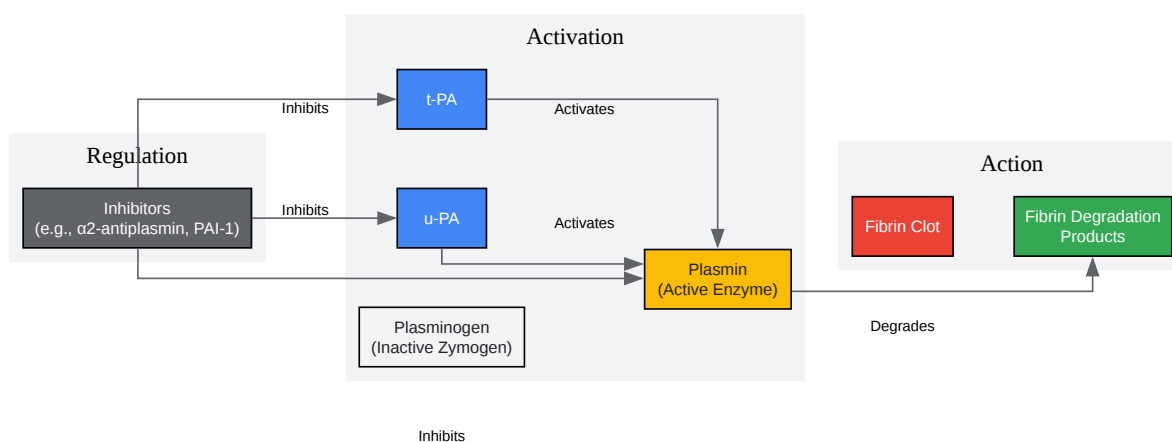 Activation
t-PA
Inhibits
Activates
Regulation
Action
Inhibitors
(e.g., α2-antiplasmin, PAI-1)
Inhibits
u-PA
Activates
Fibrin Clot
Fibrin Degradation
Products
Plasmin
(Active Enzyme)
Plasminogen
(Inactive Zymogen)
Degrades
Inhibits